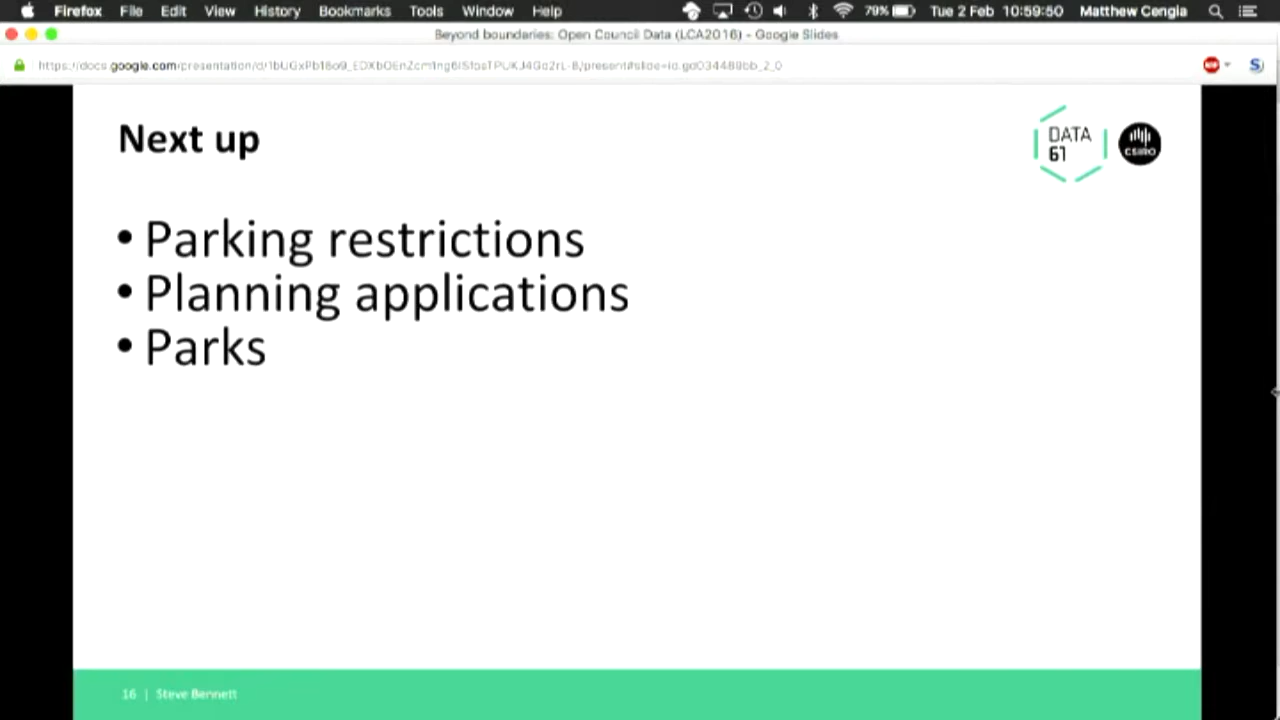 Firefox File Edit View History Bookmarks Tools Window Help 79% Tue 2 Feb 10:59:50 Matthew Cengia
Beyond boundaries: Open Council Data (LCA2016) - Google Slides
Next up
DATA
61
CSIRO
• Parking restrictions
• Planning applications
• Parks
16 | Steve Bennett